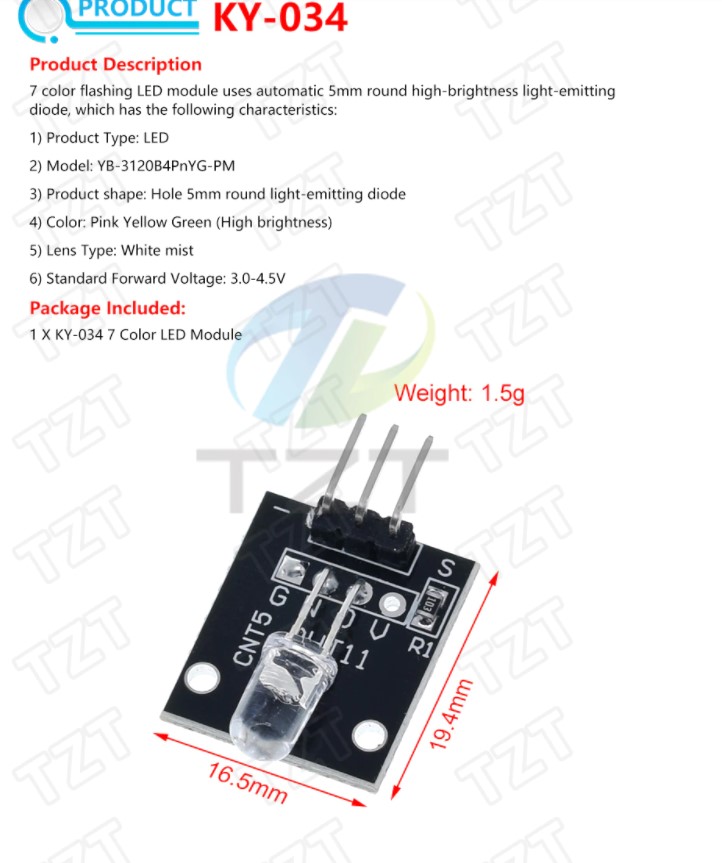 PRODUCT KY-034
Product Description
7 color flashing LED module uses automatic 5mm round high-brightness light-emitting
diode, which has the following characteristics:
1) Product Type: LED
2) Model: YB-3120B4PnYG-PM
3) Product shape: Hole 5mm round light-emitting diode
4) Color: Pink Yellow Green (High brightness)
5) Lens Type: White mist
6) Standard Forward Voltage: 3.0-4.5V
Package Included:
1 X KY-034 7 Color LED Module
Weight: 1.5g
TZT
S
G
V
CNT5
R1
103
19.4mm
16.5mm